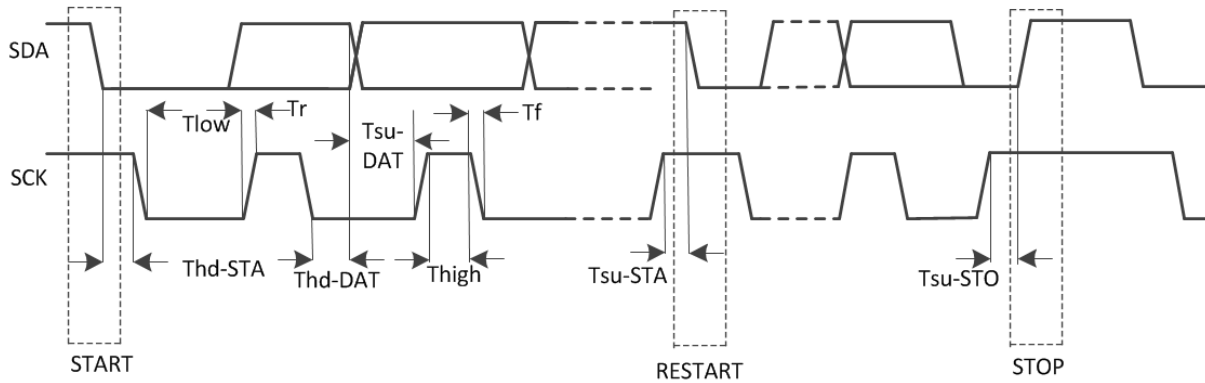 SDA
Tlow
Tr
Tsu-
DAT
Tf
SCK
Thd-STA
Thd-DAT
Thigh
Tsu-STA
Tsu-STO
START
RESTART
STOP